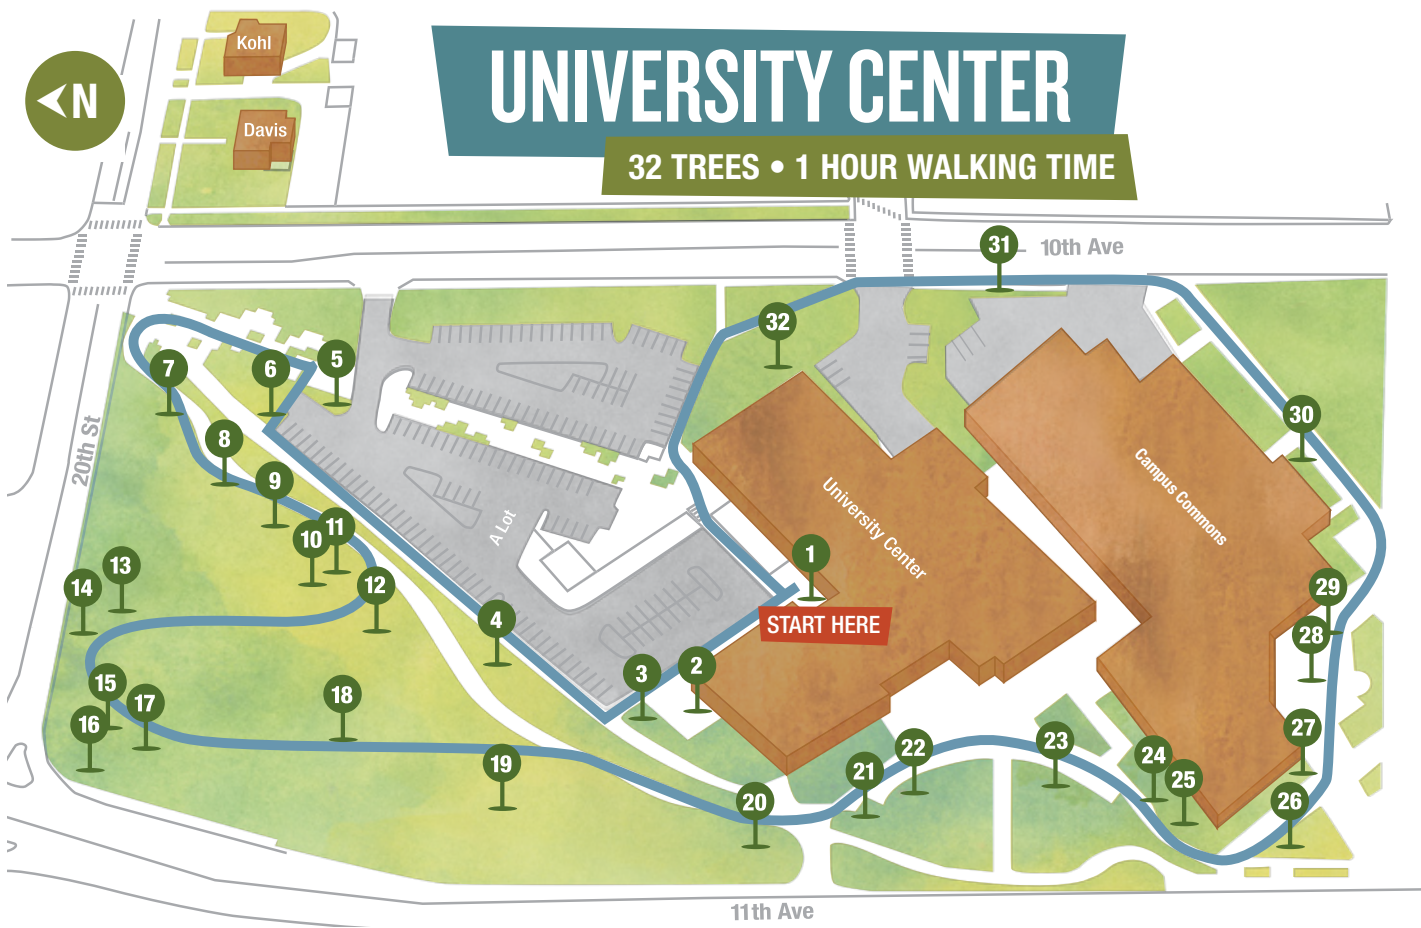 Kohl
N
Davis
UNIVERSITY CENTER
32 TREES • 1 HOUR WALKING TIME
31
10th Ave
32
5
6
7
30
8
20th St
9
Campus Commons
University Center
A Lot
11
10
1
13
12
14
29
4
START HERE
28
2
3
15
18
17
16
27
23
22
24
19
21
25
20
26
11th Ave